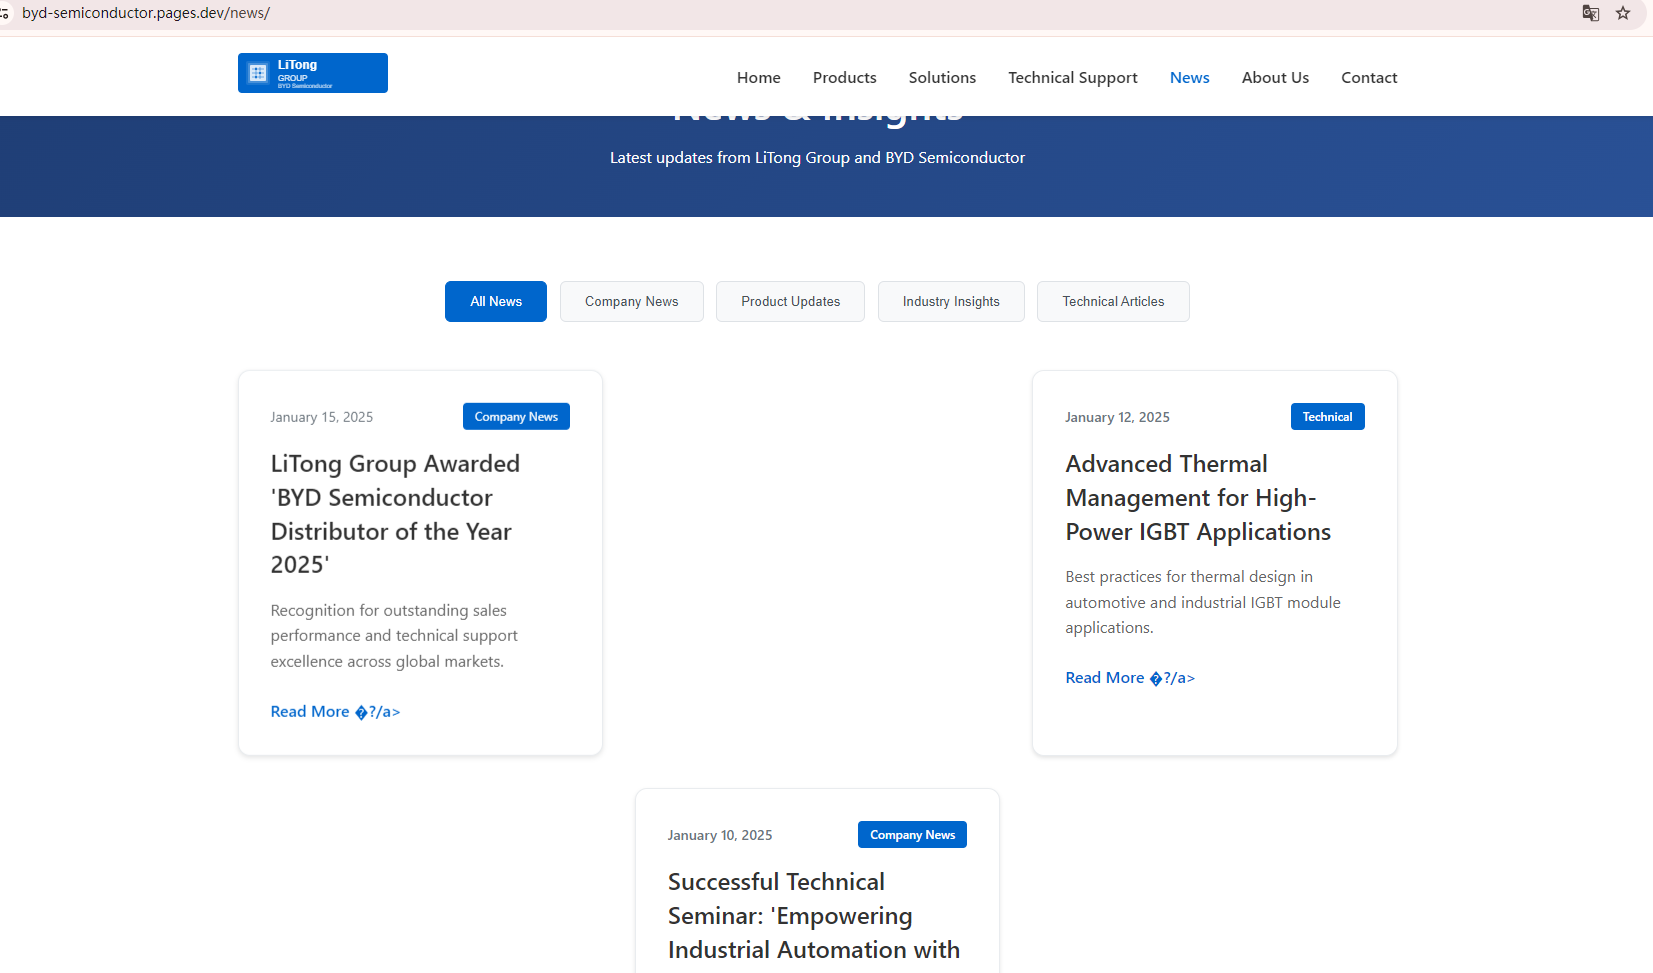 byd-semiconductor.pages.dev/news/
LiTong
GROUP
BYD Semiconductor
Home
Products
Solutions
Technical Support
News
About Us
Contact
News & Insights
Latest updates from LiTong Group and BYD Semiconductor
All News
Company News
Product Updates
Industry Insights
Technical Articles
January 15, 2025
Company News
LiTong Group Awarded
'BYD Semiconductor
Distributor of the Year
2025'
Recognition for outstanding sales
performance and technical support
excellence across global markets.
Read More �?/a>
January 12, 2025
Technical
Advanced Thermal
Management for High-
Power IGBT Applications
Best practices for thermal design in
automotive and industrial IGBT module
applications.
Read More �?/a>
January 10, 2025
Company News
Successful Technical
Seminar: 'Empowering
Industrial Automation with